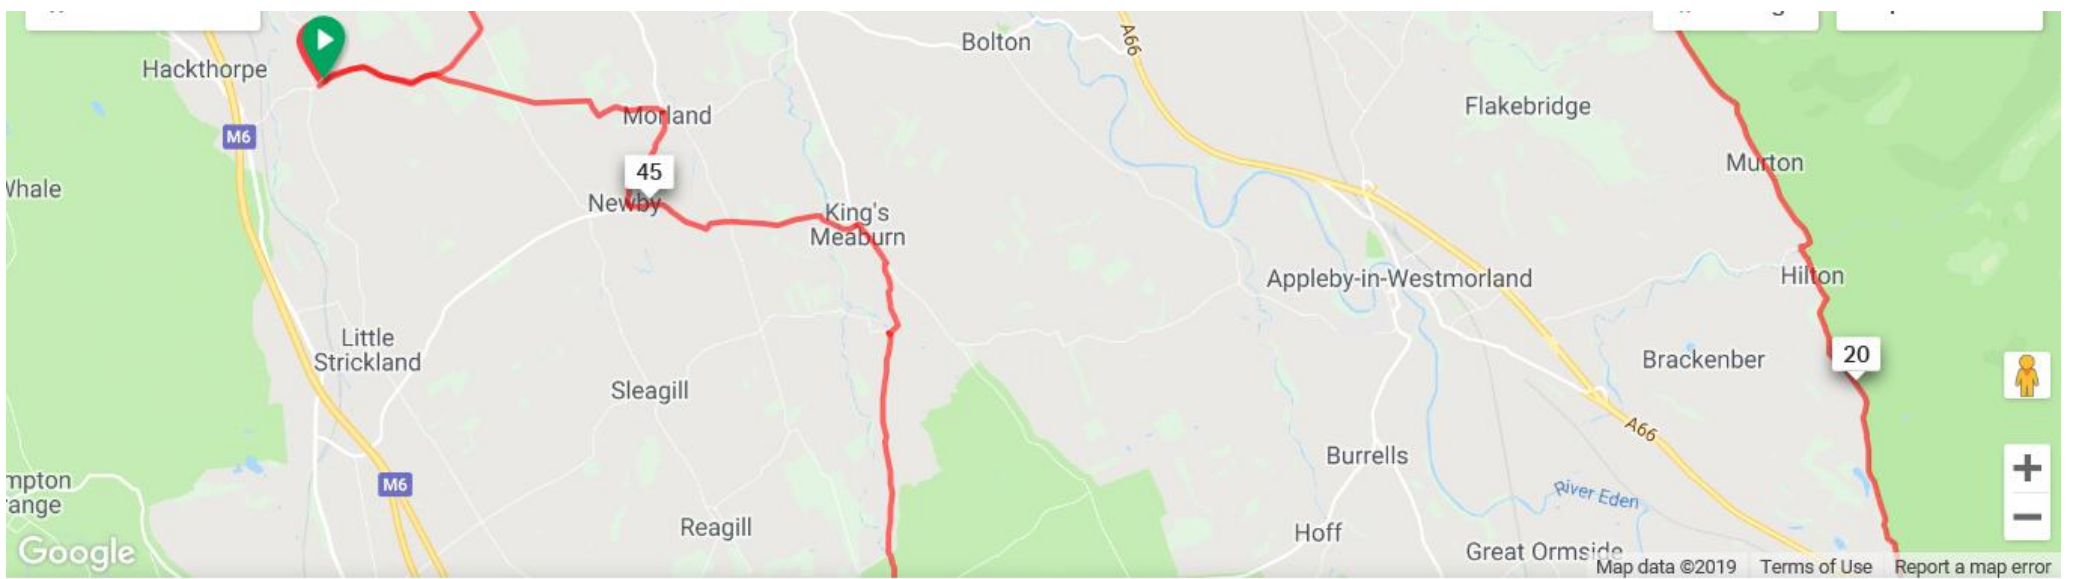 Bolton
A66
Hackthorpe
Flakebridge
Morland
M6
Murton
45
Whale
Newby
King's
Meaburn
Hilton
Appleby-in-Westmorland
Little
Strickland
20
Brackenber
Sleagill
A66
Burrells
M6
River Eden
Reagill
Hoff
Great Ormside
Google
Map data ©2019 Terms of Use Report a map error